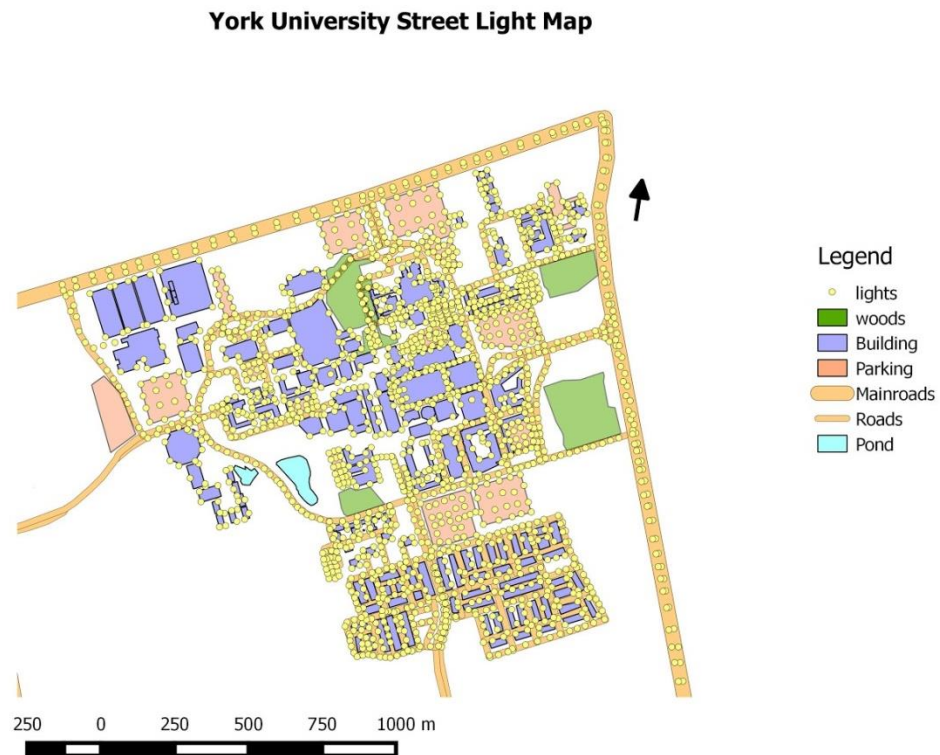 York University Street Light Map
Legend
lights
woods
Building
Parking
Mainroads
Roads
Pond
250 0 250 500 750 1000 m